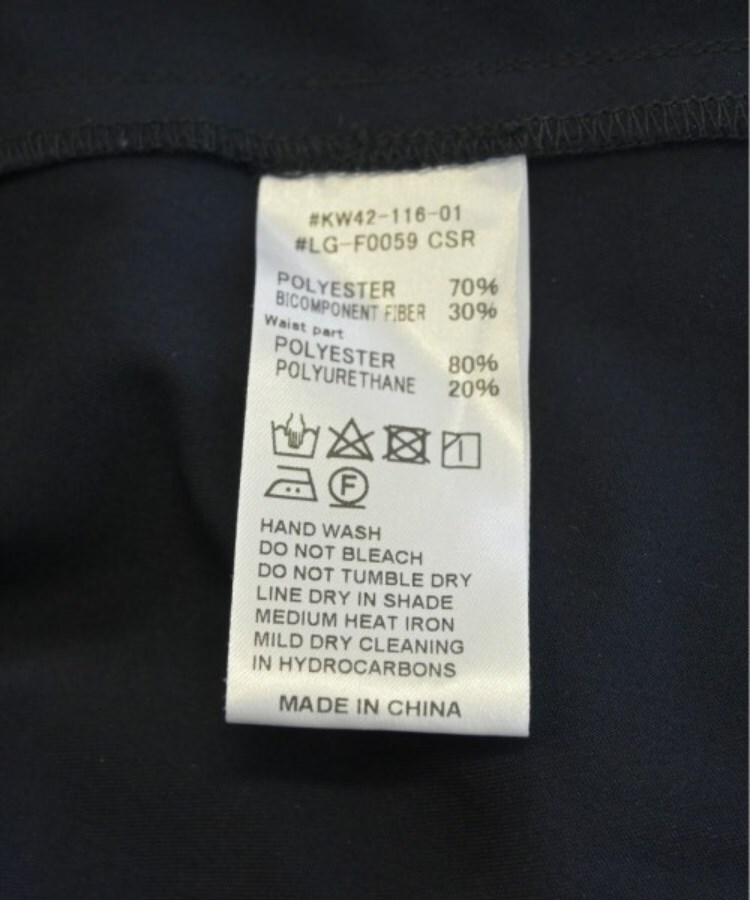 #KW42-116-01
#LG-F0059 CSR
POLYESTER 70%
BICOMPONENT FIBER 30%
Waist part
POLYESTER 80%
POLYURETHANE 20%
F
HAND WASH
DO NOT BLEACH
DO NOT TUMBLE DRY
LINE DRY IN SHADE
MEDIUM HEAT IRON
MILD DRY CLEANING
IN HYDROCARBONS
MADE IN CHINA